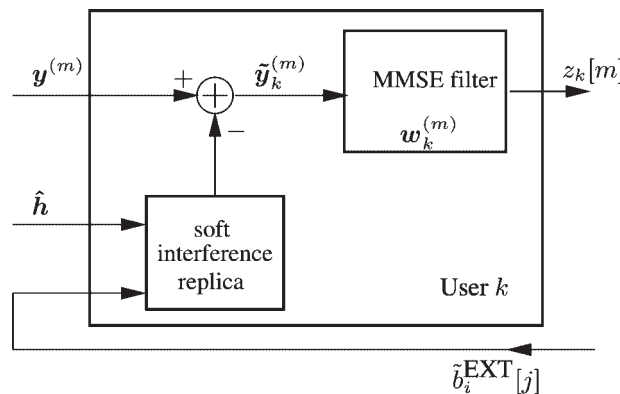 y^{(m)}
+
ỹ_k^{(m)}
−
MMSE filter
w_k^{(m)}
z_k[m]
ĥ
soft
interference
replica
User k
b̃_i^{EXT}[j]